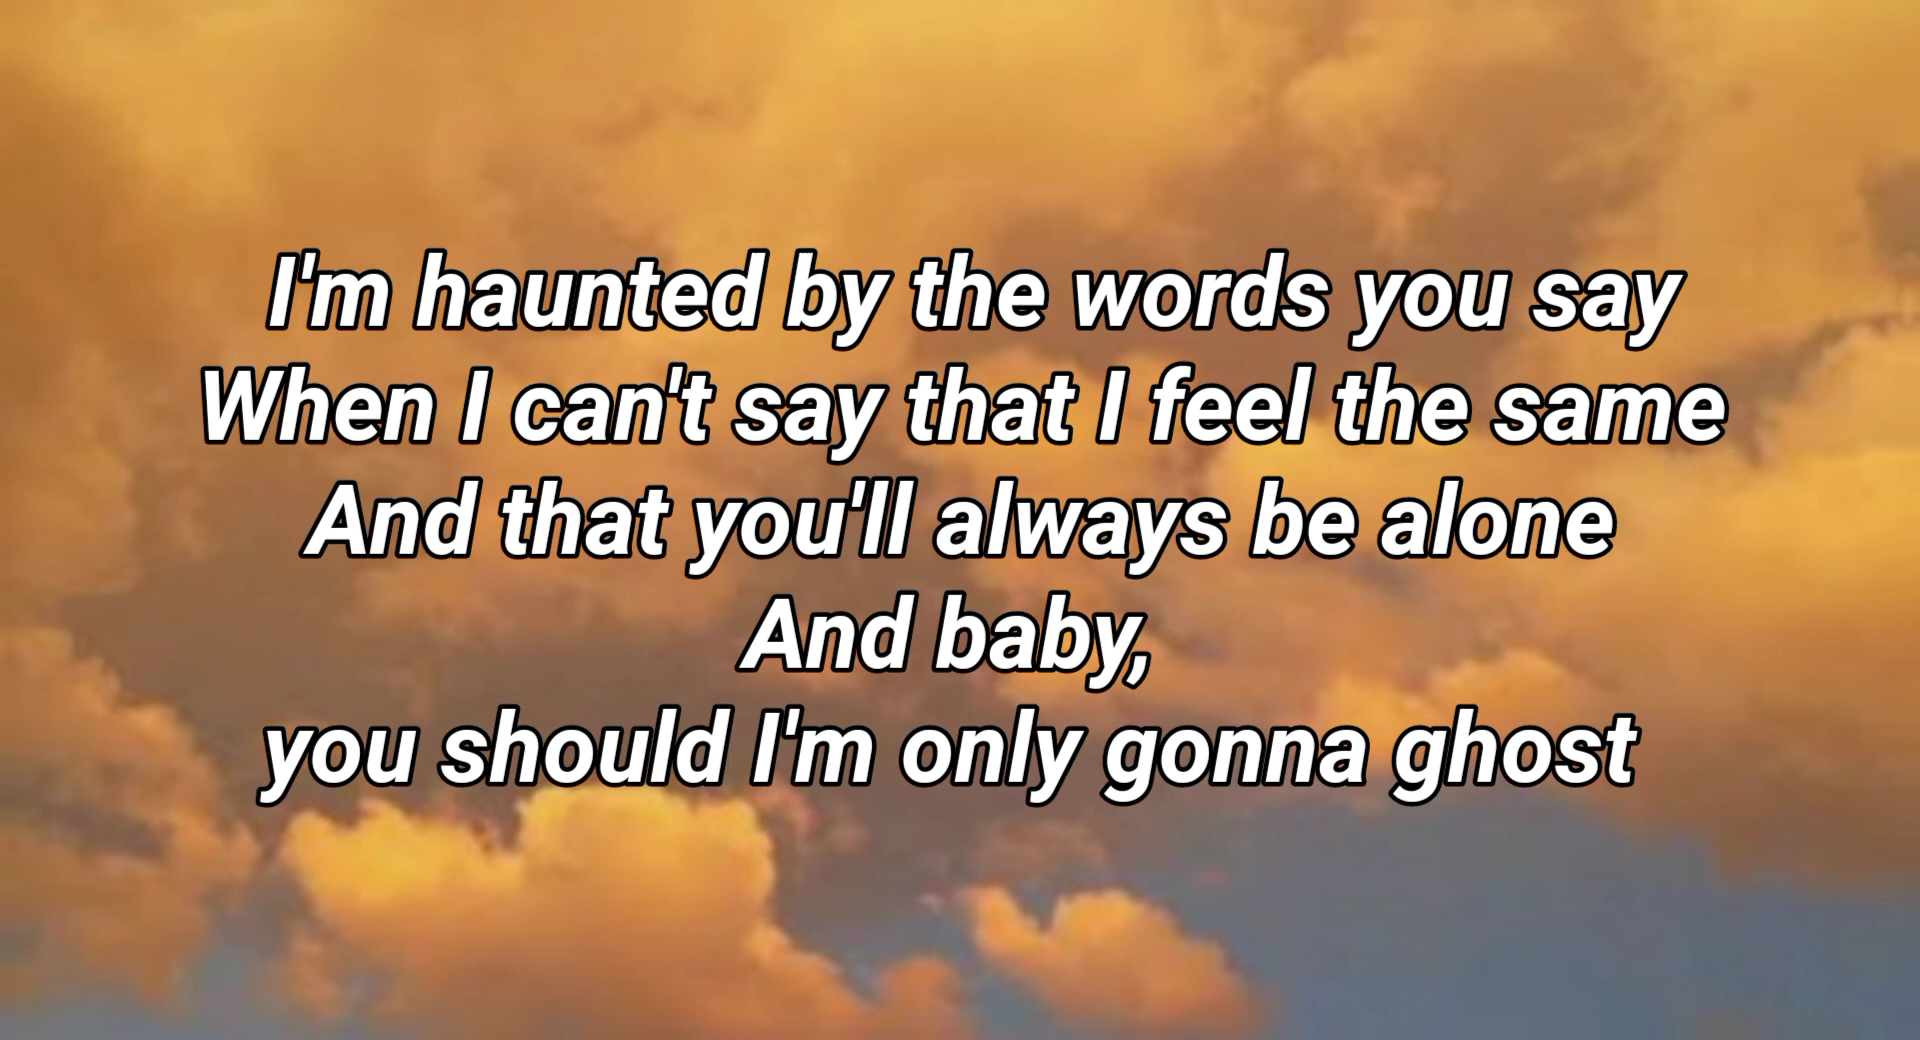 I'm haunted by the words you say
When I can't say that I feel the same
And that you'll always be alone
And baby,
you should I'm only gonna ghost